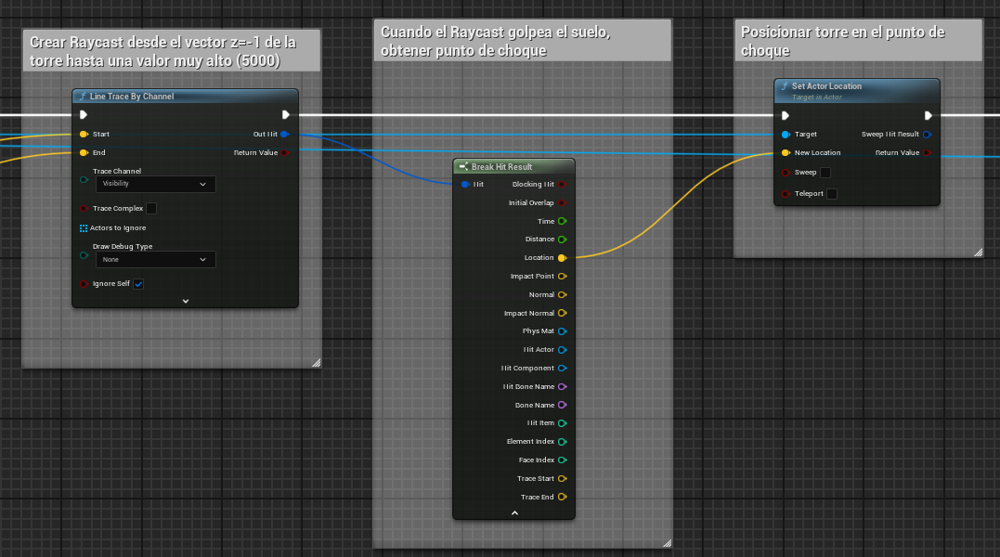 Crear Raycast desde el vector z=-1 de la
torre hasta una valor muy alto (5000)
Line Trace By Channel
Start
Out Hit
End
Return Value
Trace Channel
Visibility
Trace Complex
Actors to Ignore
Draw Debug Type
None
Ignore Self
Cuando el Raycast golpea el suelo,
obtener punto de choque
Break Hit Result
Hit
Blocking Hit
Initial Overlap
Time
Distance
Location
Impact Point
Normal
Impact Normal
Phys Mat
Hit Actor
Hit Component
Hit Bone Name
Bone Name
Hit Item
Element Index
Face Index
Trace Start
Trace End
Posicionar torre en el punto de
choque
Set Actor Location
Target is Actor
Target
Sweep Hit Result
New Location
Return Value
Sweep
Teleport